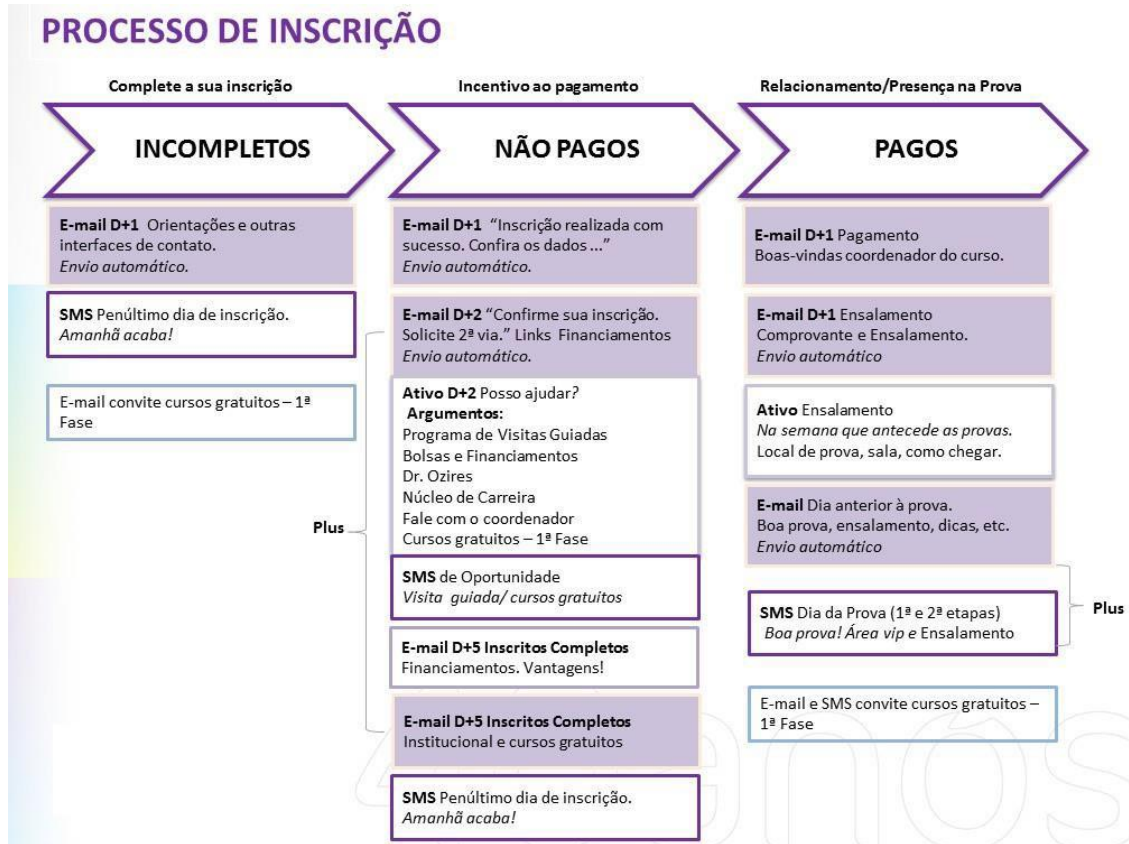 PROCESSO DE INSCRIÇÃO
Complete a sua inscrição
INCOMPLETOS
E-mail D+1 Orientações e outras
interfaces de contato.
Envio automático.
SMS Penúltimo dia de inscrição.
Amanhã acaba!
E-mail convite cursos gratuitos – 1ª
Fase
Incentivo ao pagamento
NÃO PAGOS
E-mail D+1 “Inscrição realizada com
sucesso. Confira os dados ...”
Envio automático.
E-mail D+2 “Confirme sua inscrição.
Solicite 2ª via.” Links Financiamentos
Envio automático.
Ativo D+2 Posso ajudar?
Argumentos:
Programa de Visitas Guiadas
Bolsas e Financiamentos
Dr. Ozires
Núcleo de Carreira
Fale com o coordenador
Cursos gratuitos – 1ª Fase
Plus
SMS de Oportunidade
Visita guiada/ cursos gratuitos
E-mail D+5 Inscritos Completos
Financiamentos. Vantagens!
E-mail D+5 Inscritos Completos
Institucional e cursos gratuitos
SMS Penúltimo dia de inscrição.
Amanhã acaba!
Relacionamento/Presença na Prova
PAGOS
E-mail D+1 Pagamento
Boas-vindas coordenador do curso.
E-mail D+1 Ensalamento
Comprovante e Ensalamento.
Envio automático
Ativo Ensalamento
Na semana que antecede as provas.
Local de prova, sala, como chegar.
E-mail Dia anterior à prova.
Boa prova, ensalamento, dicas, etc.
Envio automático
SMS Dia da Prova (1ª e 2ª etapas)
Boa prova! Área vip e Ensalamento
Plus
E-mail e SMS convite cursos gratuitos –
1ª Fase